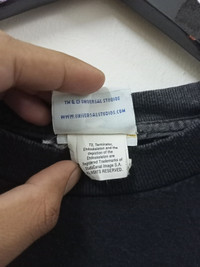 TM & © UNIVERSAL STUDIOS
WWW.UNIVERSALSTUDIOS.COM
T2, Terminator,
Endoskeleton and the
depiction of the
Endoskeleton are
Registered Trademarks of
Image S.A.
RIGHTS RESERVED.